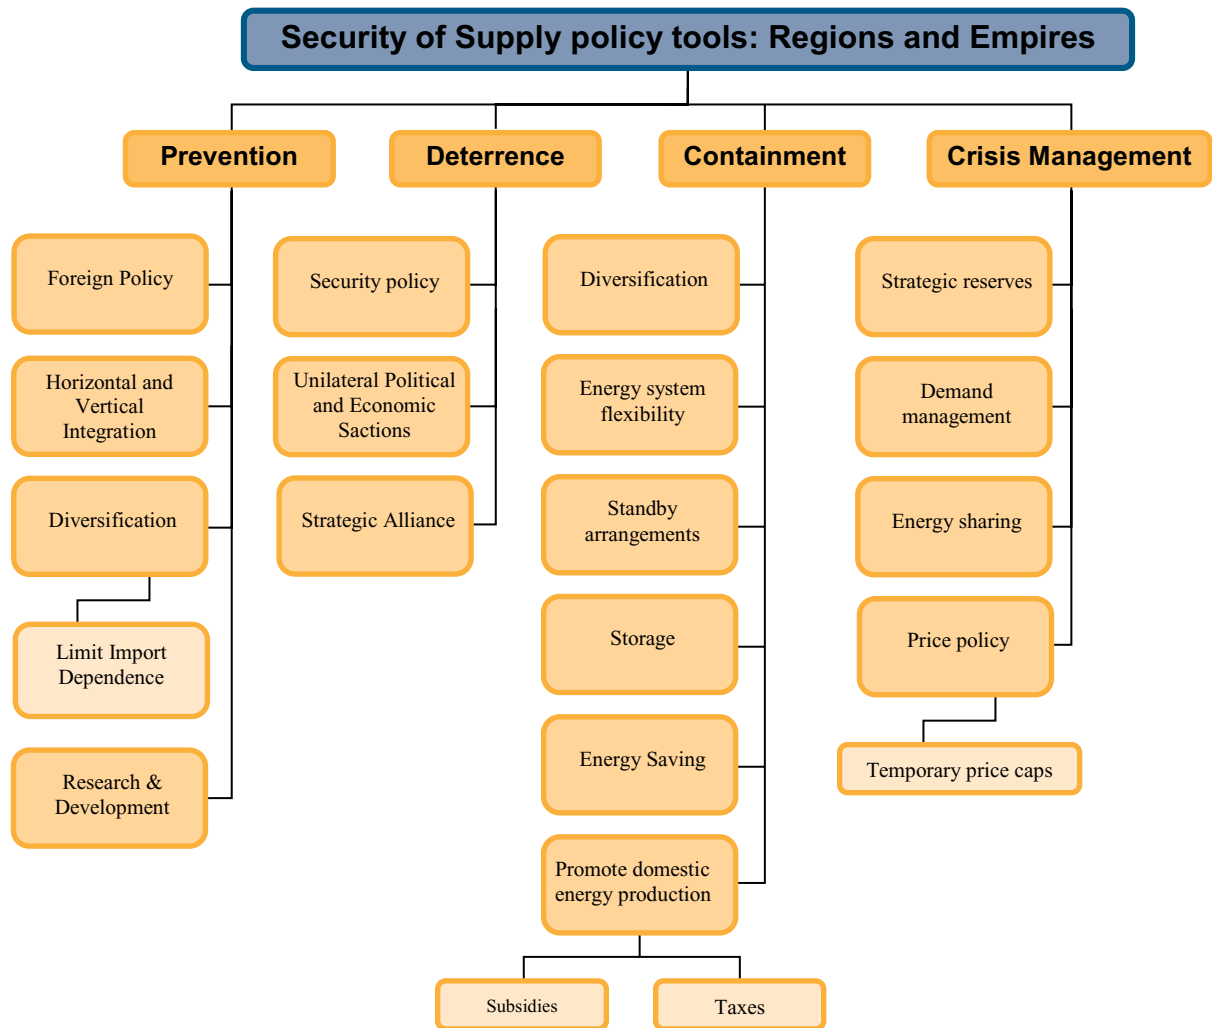 Security of Supply policy tools: Regions and Empires
Prevention
Deterrence
Containment
Crisis Management
Foreign Policy
Horizontal and
Vertical
Integration
Diversification
Limit Import
Dependence
Research &
Development
Security policy
Unilateral Political
and Economic
Sactions
Strategic Alliance
Diversification
Energy system
flexibility
Standby
arrangements
Storage
Energy Saving
Promote domestic
energy production
Subsidies
Taxes
Strategic reserves
Demand
management
Energy sharing
Price policy
Temporary price caps